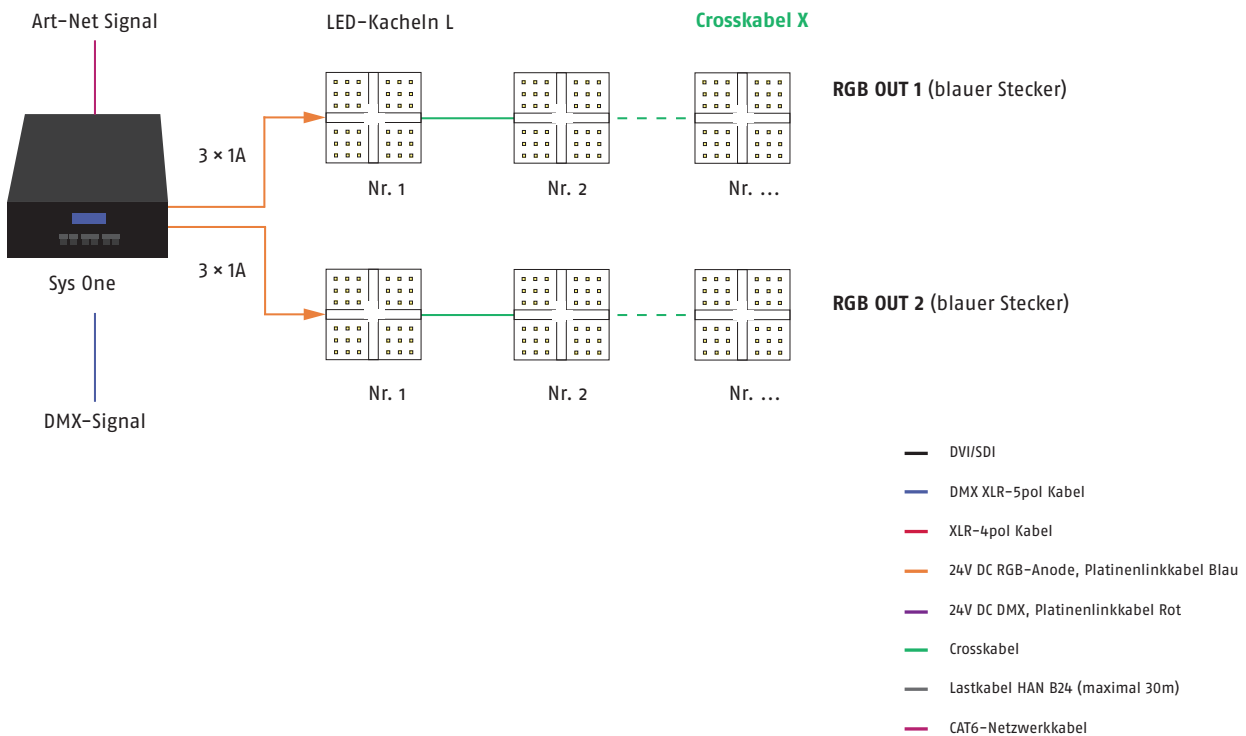 Art-Net Signal
LED-Kacheln L
Crosskabel X
RGB OUT 1 (blauer Stecker)
3 × 1A
Nr. 1
Nr. 2
Nr. ...
Sys One
3 × 1A
RGB OUT 2 (blauer Stecker)
Nr. 1
Nr. 2
Nr. ...
DMX-Signal
DVI/SDI
DMX XLR-5pol Kabel
XLR-4pol Kabel
24V DC RGB-Anode, Platinenlinkkabel Blau
24V DC DMX, Platinenlinkkabel Rot
Crosskabel
Lastkabel HAN B24 (maximal 30m)
CAT6-Netzwerkkabel